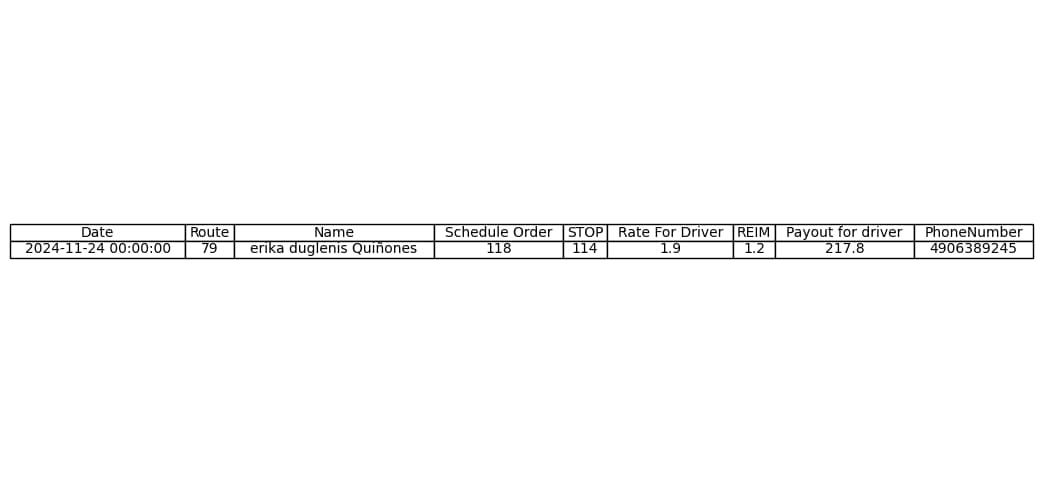 Date Route Name Schedule Order STOP Rate For Driver REIM Payout for driver PhoneNumber
2024-11-24 00:00:00 79 erika duglenis Quiñones 118 114 1.9 1.2 217.8 4906389245